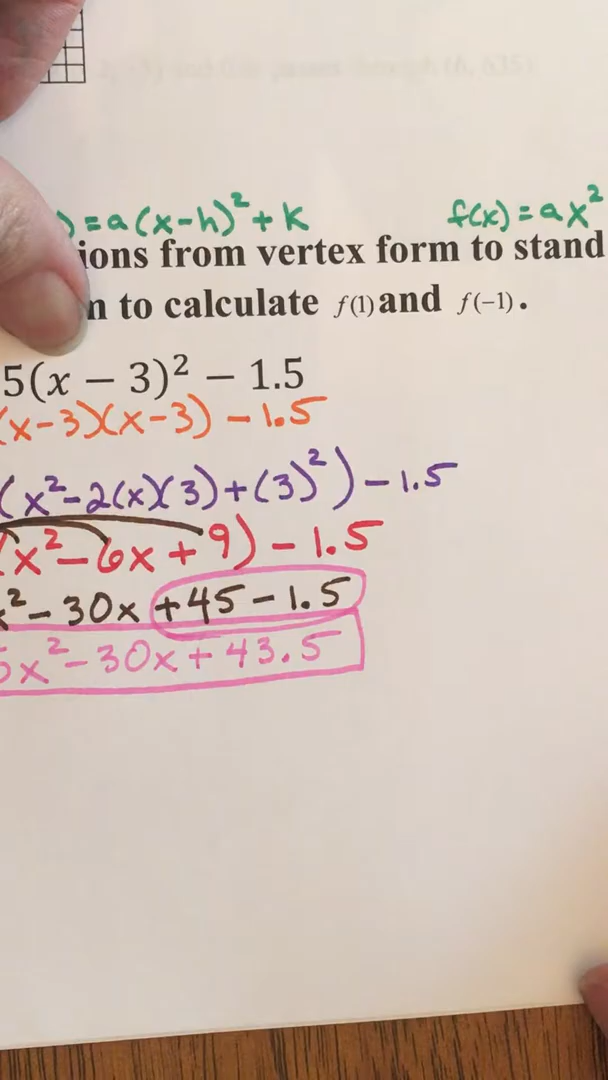 ) = a(x-h)² + k
f(x) = ax²
ions from vertex form to stand
n to calculate f(1) and f(-1).
5(x − 3)² − 1.5
(x-3)(x-3) - 1.5
(x²-2(x)(3)+(3)²) - 1.5
(x²-6x+9) - 1.5
x² - 30x + 45 - 1.5
5x² - 30x + 43.5